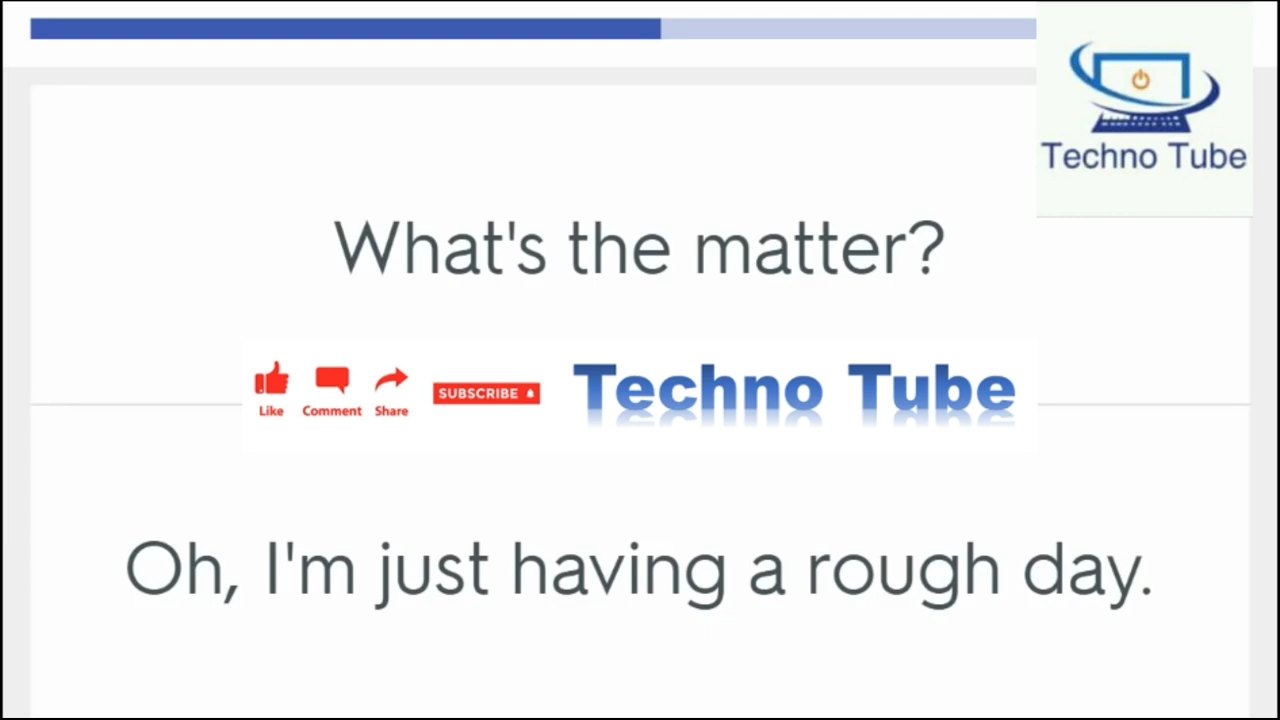 Techno Tube
What's the matter?
Like Comment Share SUBSCRIBE Techno Tube
Oh, I'm just having a rough day.